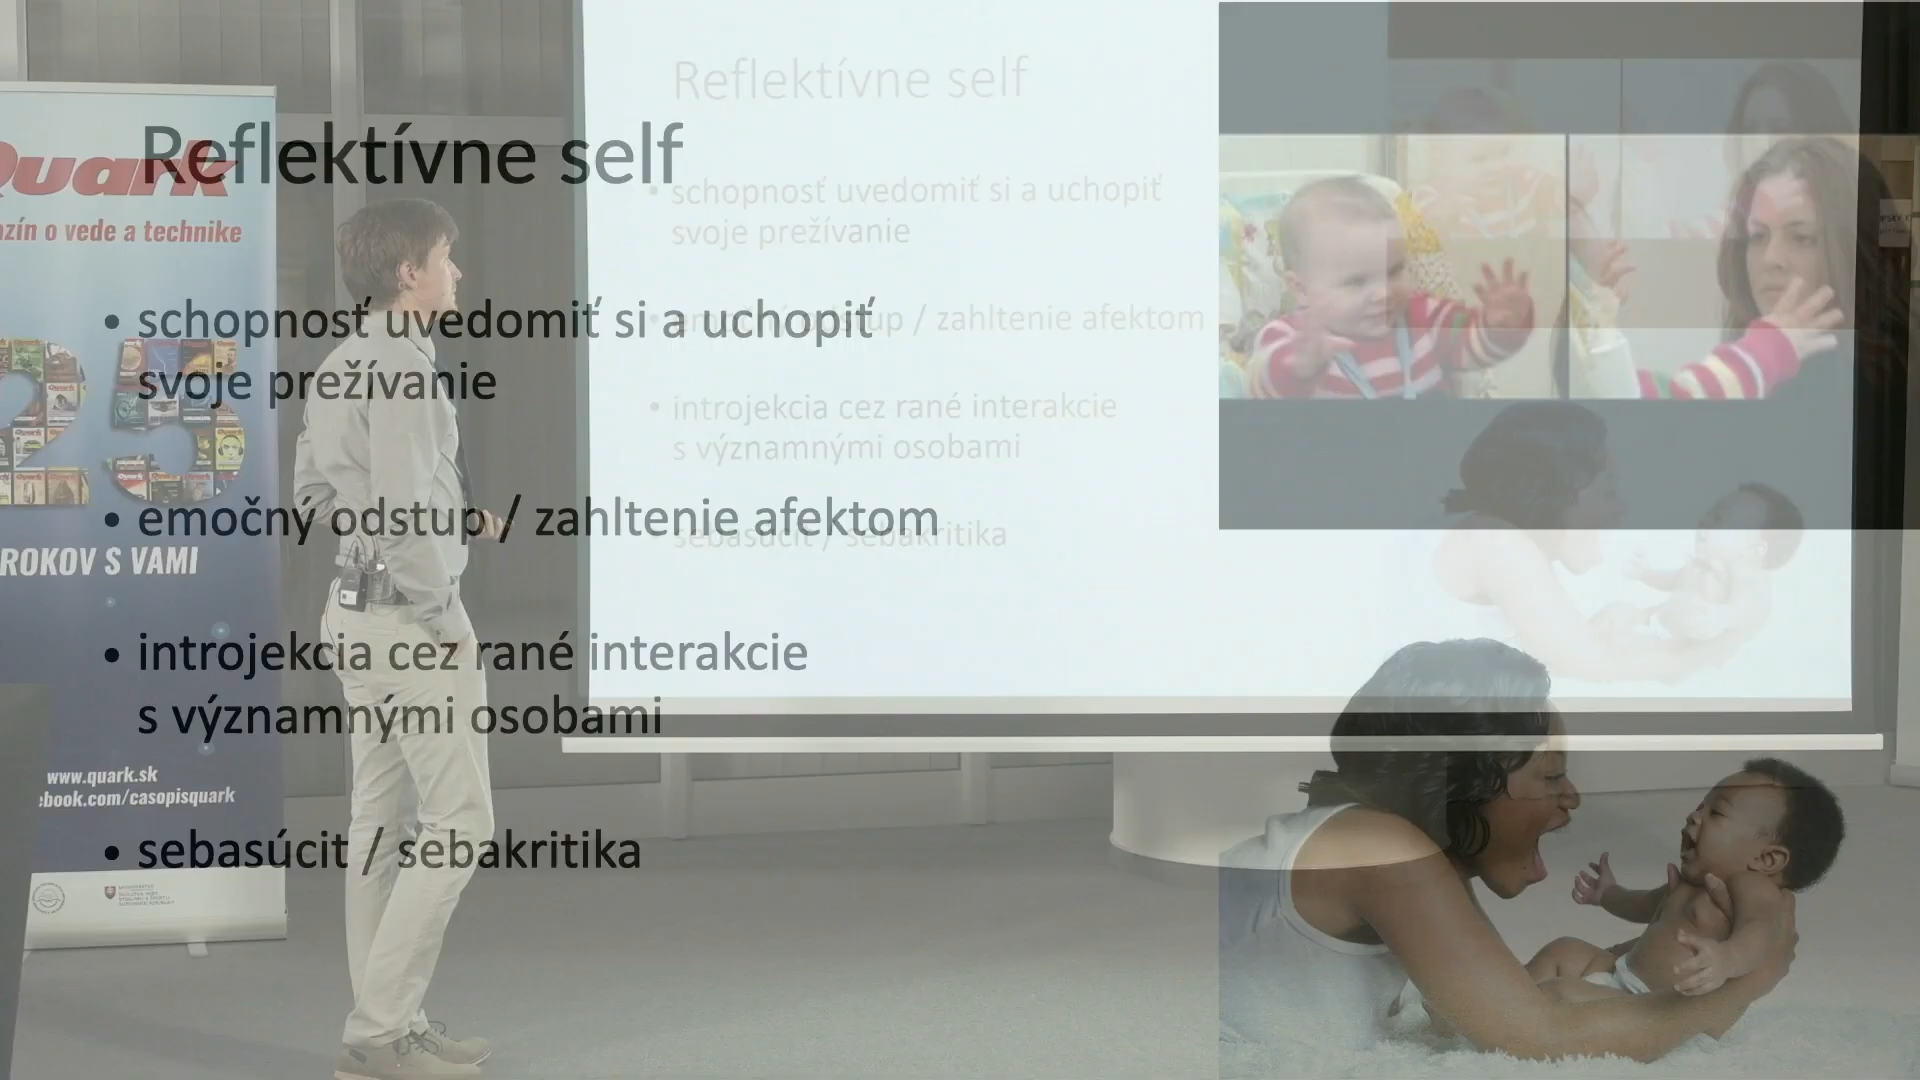 Quark
zín o vede a technike
25
ROKOV S VAMI
www.quark.sk
ebook.com/casopisquark
Reflektívne self
• schopnosť uvedomiť si a uchopiť
svoje prežívanie
• emočný odstup / zahltenie afektom
• introjekcia cez rané interakcie
s významnými osobami
• sebasúcit / sebakritika
Reflektívne self
• schopnosť uvedomiť si a uchopiť
svoje prežívanie
• emočný odstup / zahltenie afektom
• introjekcia cez rané interakcie
s významnými osobami
• sebasúcit / sebakritika